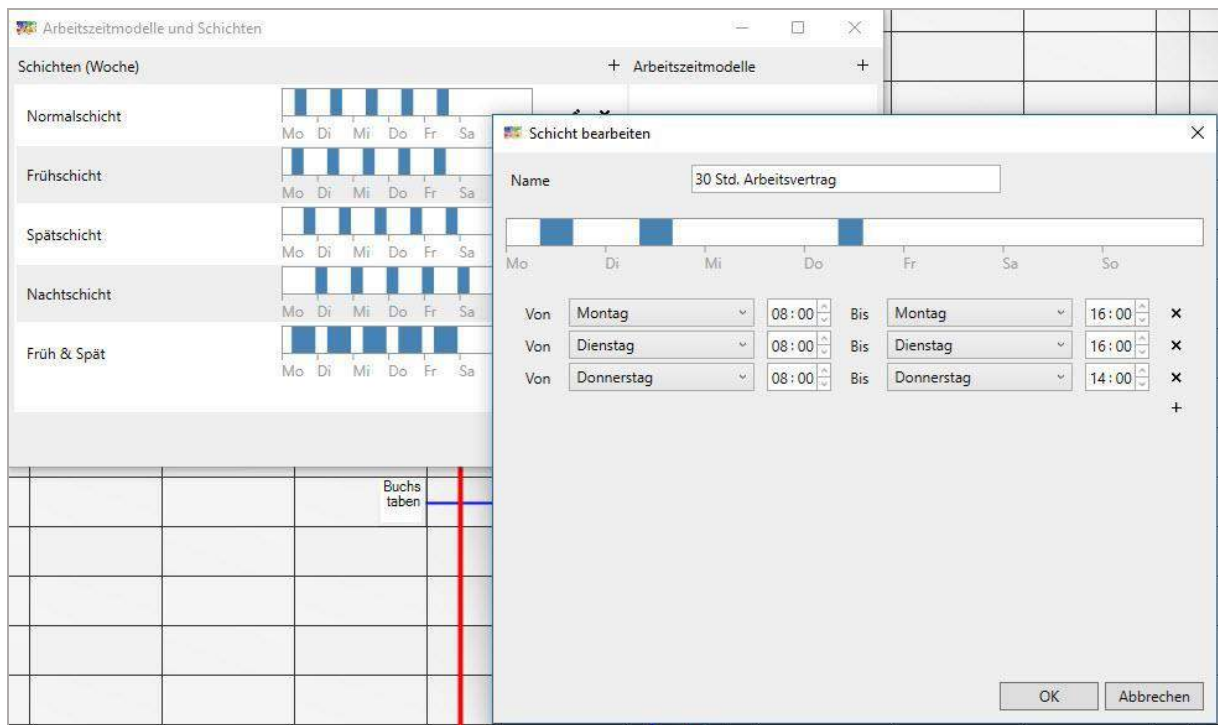 Arbeitszeitmodelle und Schichten
Schichten (Woche) + Arbeitszeitmodelle +
Normalschicht
Mo Di Mi Do Fr Sa
Frühschicht
Mo Di Mi Do Fr Sa
Spätschicht
Mo Di Mi Do Fr Sa
Nachtschicht
Mo Di Mi Do Fr Sa
Früh & Spät
Mo Di Mi Do Fr Sa
Buchs
taben
Schicht bearbeiten
Name 30 Std. Arbeitsvertrag
Mo Di Mi Do Fr Sa So
Von Montag 08:00 Bis Montag 16:00
Von Dienstag 08:00 Bis Dienstag 16:00
Von Donnerstag 08:00 Bis Donnerstag 14:00
+
OK Abbrechen